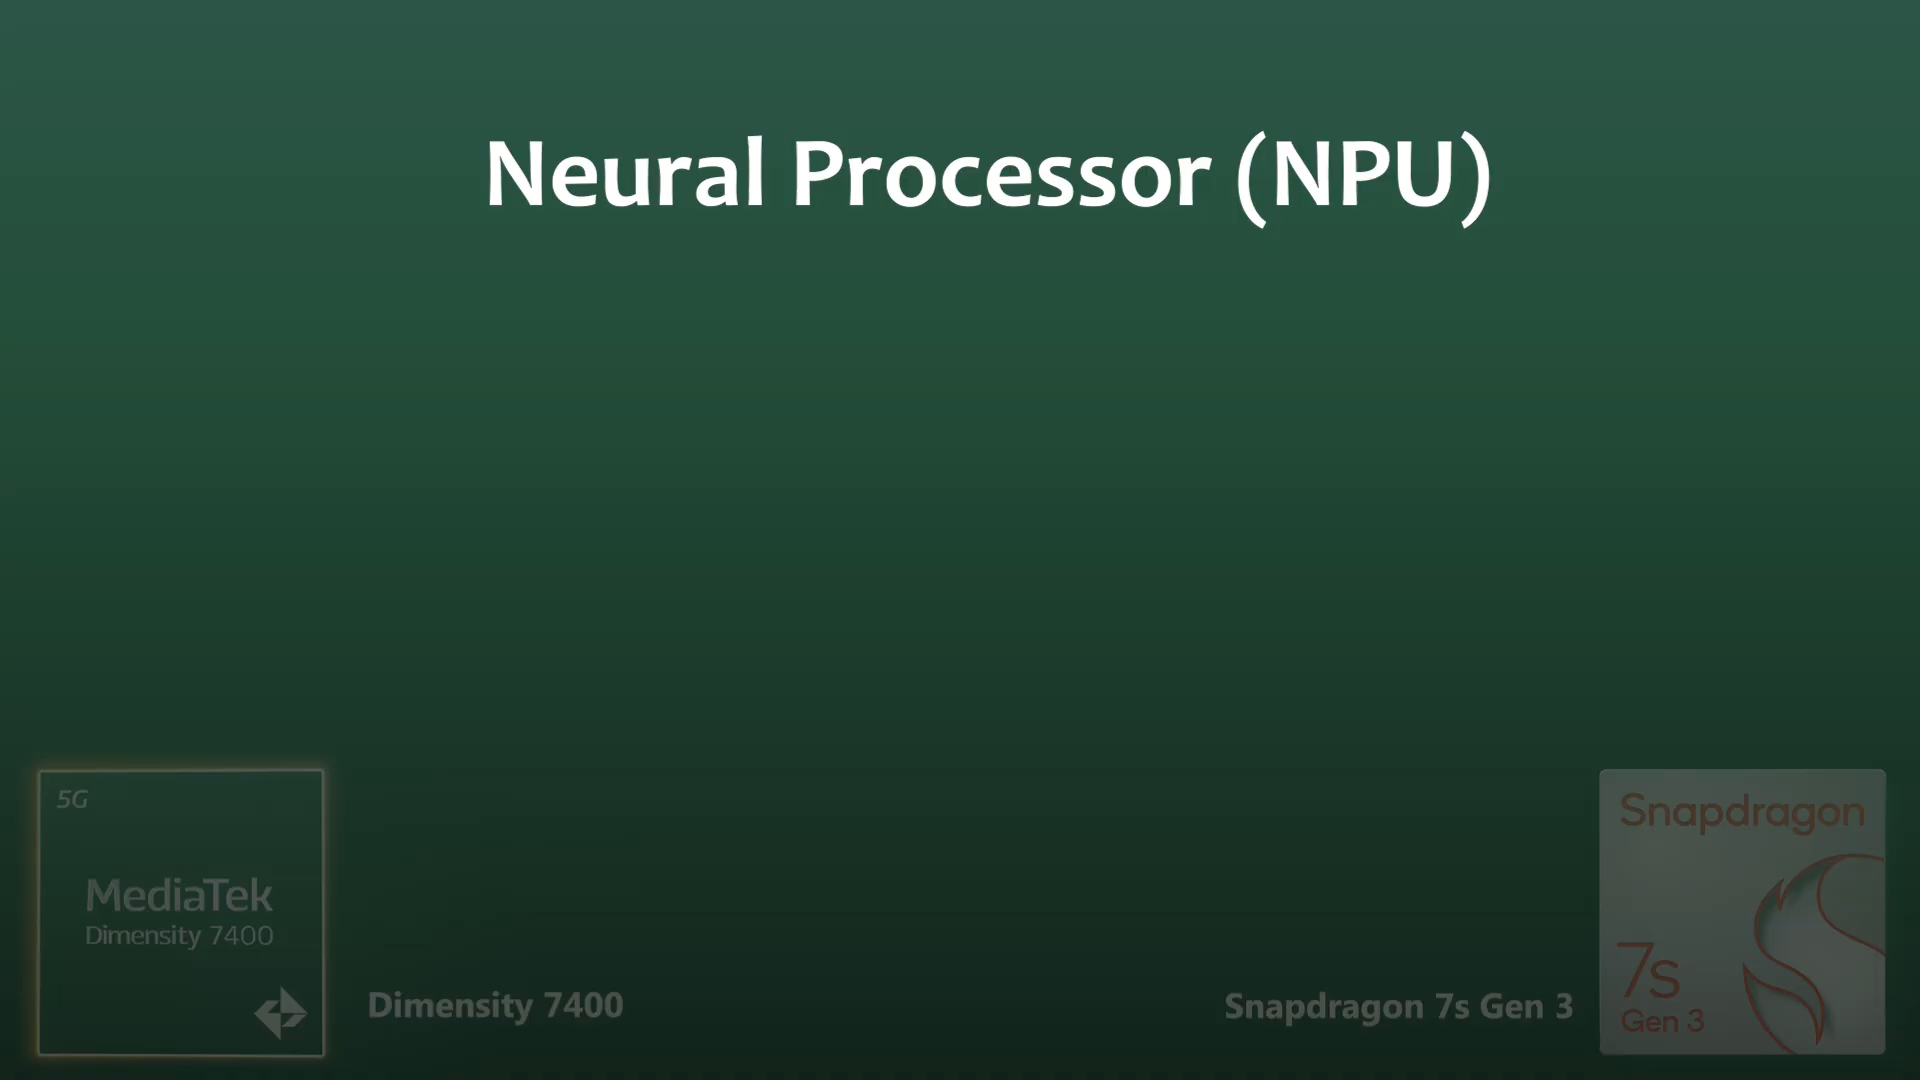 Neural Processor (NPU)
5G
MediaTek
Dimensity 7400
Dimensity 7400
Snapdragon 7s Gen 3
Snapdragon
7s
Gen 3